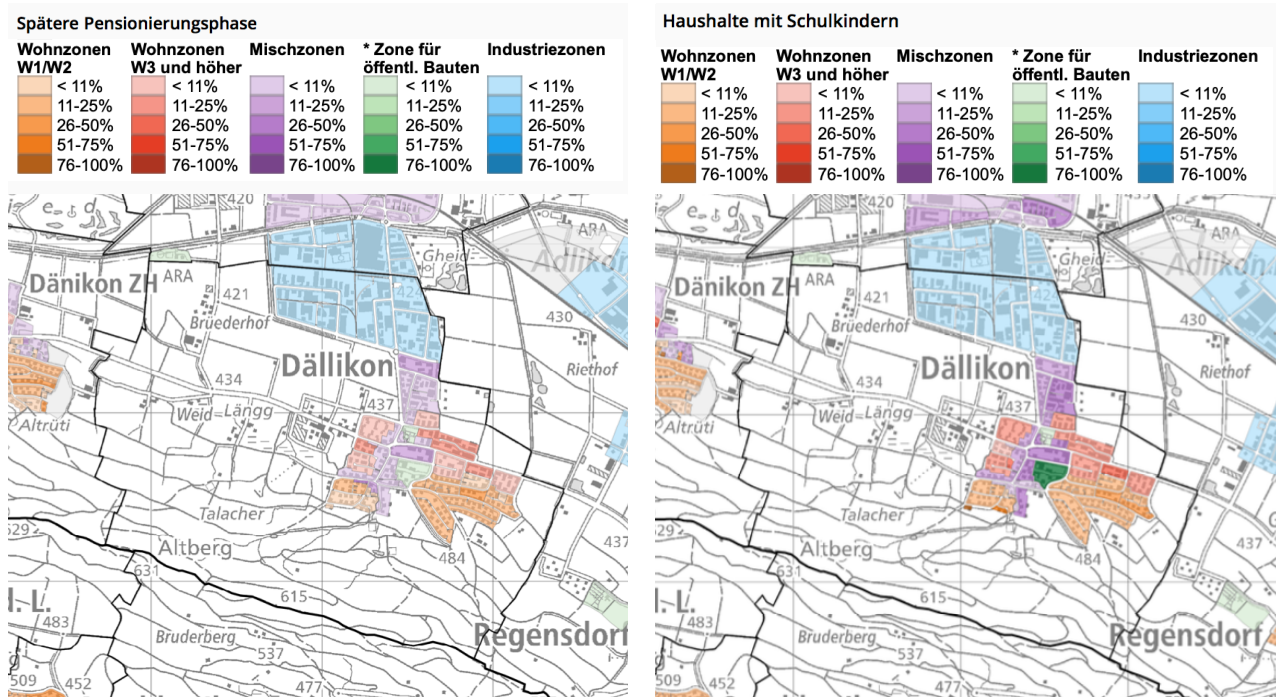 Spätere Pensionierungsphase
Wohnzonen W1/W2
< 11%
11-25%
26-50%
51-75%
76-100%
Wohnzonen W3 und höher
< 11%
11-25%
26-50%
51-75%
76-100%
Mischzonen
< 11%
11-25%
26-50%
51-75%
76-100%
* Zone für öffentl. Bauten
< 11%
11-25%
26-50%
51-75%
76-100%
Industriezonen
< 11%
11-25%
26-50%
51-75%
76-100%
e
d
420
ARA
Adliko
Gheid
Dänikon ZH
ARA
421
Brüederhof
430
Dällikon
Riethof
434
437
Weid
Längg
Altrüti
Talacher
529
Altberg
484
437
631
615
l. L.
483
Bruderberg
537
Regensdorf
509
452
477
Haushalte mit Schulkindern
Wohnzonen W1/W2
< 11%
11-25%
26-50%
51-75%
76-100%
Wohnzonen W3 und höher
< 11%
11-25%
26-50%
51-75%
76-100%
Mischzonen
< 11%
11-25%
26-50%
51-75%
76-100%
* Zone für öffentl. Bauten
< 11%
11-25%
26-50%
51-75%
76-100%
Industriezonen
< 11%
11-25%
26-50%
51-75%
76-100%
e
d
420
ARA
Adlikon
Gheid
Dänikon ZH
ARA
421
Brüederhof
430
Dällikon
Riethof
434
437
Weid
Längg
Altrüti
Talacher
529
Altberg
484
437
631
615
l. L.
483
Bruderberg
537
Regensdorf
509
452
477